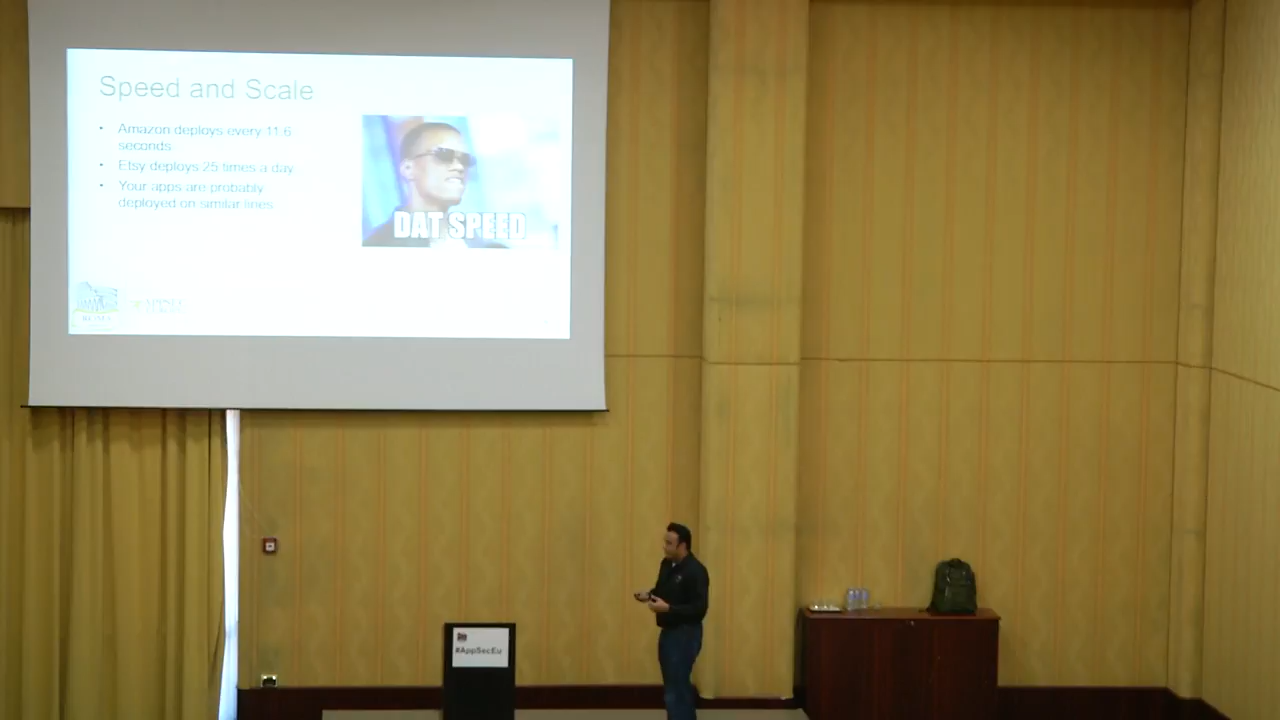 Speed and Scale
• Amazon deploys every 11.6
seconds
• Etsy deploys 25 times a day
• Your apps are probably
deployed on similar lines
DAT SPEED
#AppSecEu